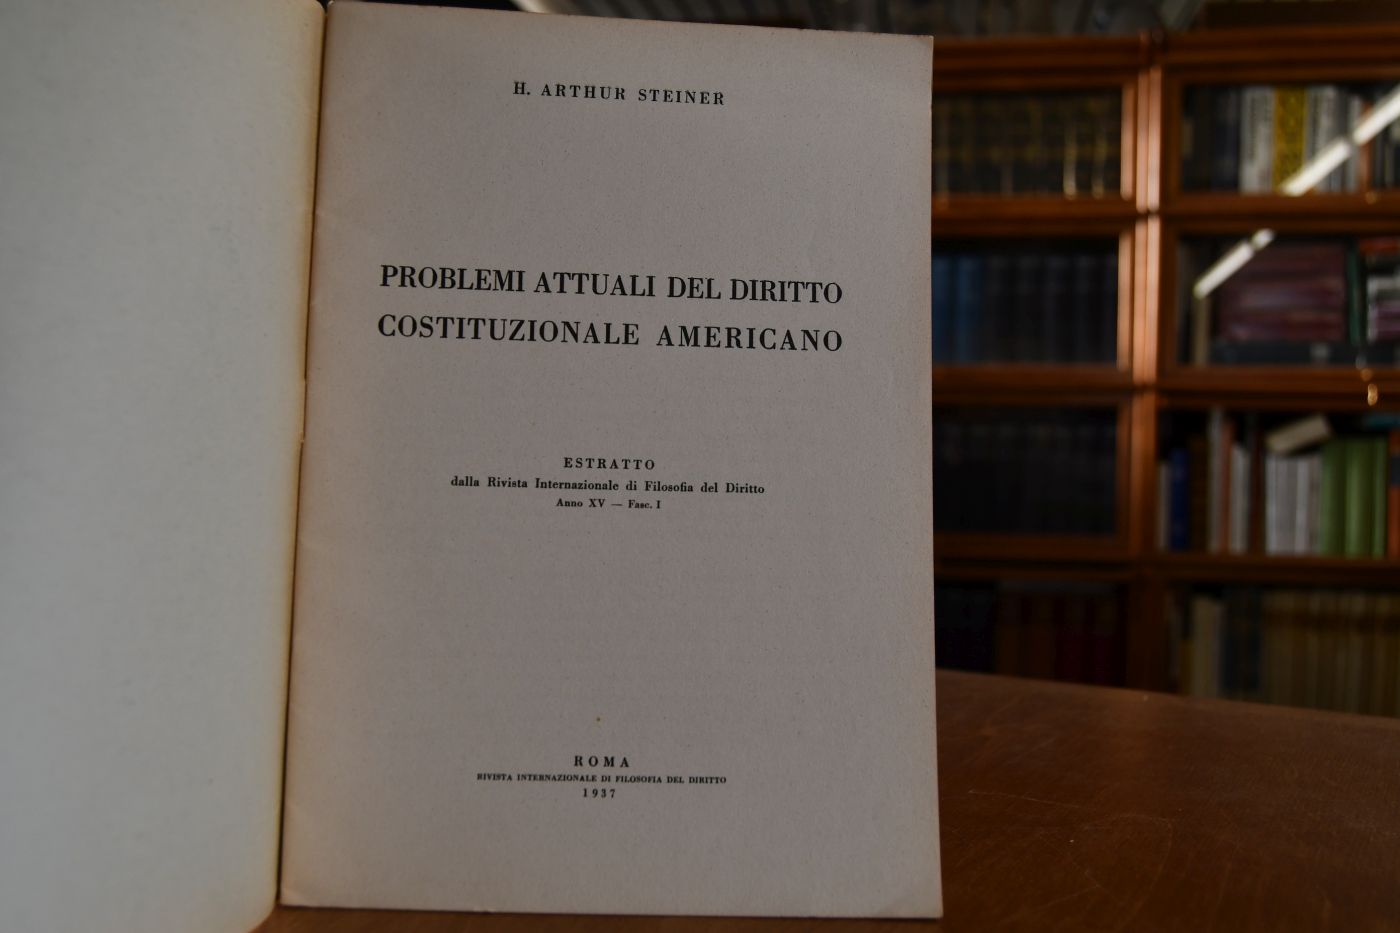 H. ARTHUR STEINER
PROBLEMI ATTUALI DEL DIRITTO
COSTITUZIONALE AMERICANO
ESTRATTO
dalla Rivista Internazionale di Filosofia del Diritto
Anno XV — Fasc. I
ROMA
RIVISTA INTERNAZIONALE DI FILOSOFIA DEL DIRITTO
1937